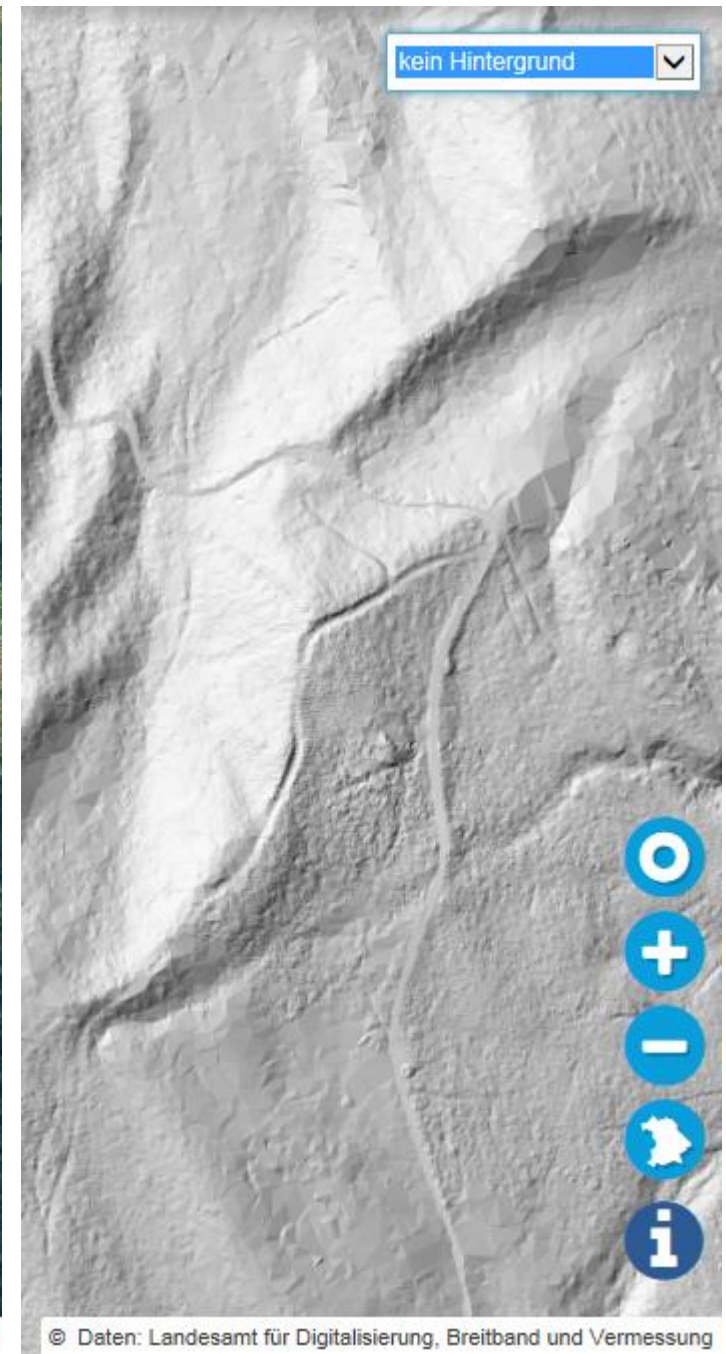 kein Hintergrund
© Daten: Landesamt für Digitalisierung, Breitband und Vermessung